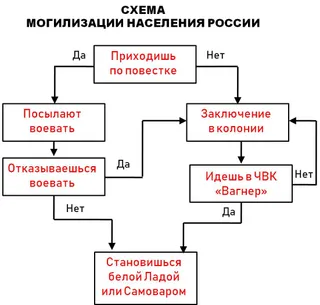 СХЕМА
МОГИЛИЗАЦИИ НАСЕЛЕНИЯ РОССИИ
Да
Приходишь
по повестке
Нет
Посылают
воевать
Заключение
в колонии
Отказываешься
воевать
Да
Идешь в ЧВК
«Вагнер»
Нет
Нет
Да
Становишься
белой Ладой
или Самоваром